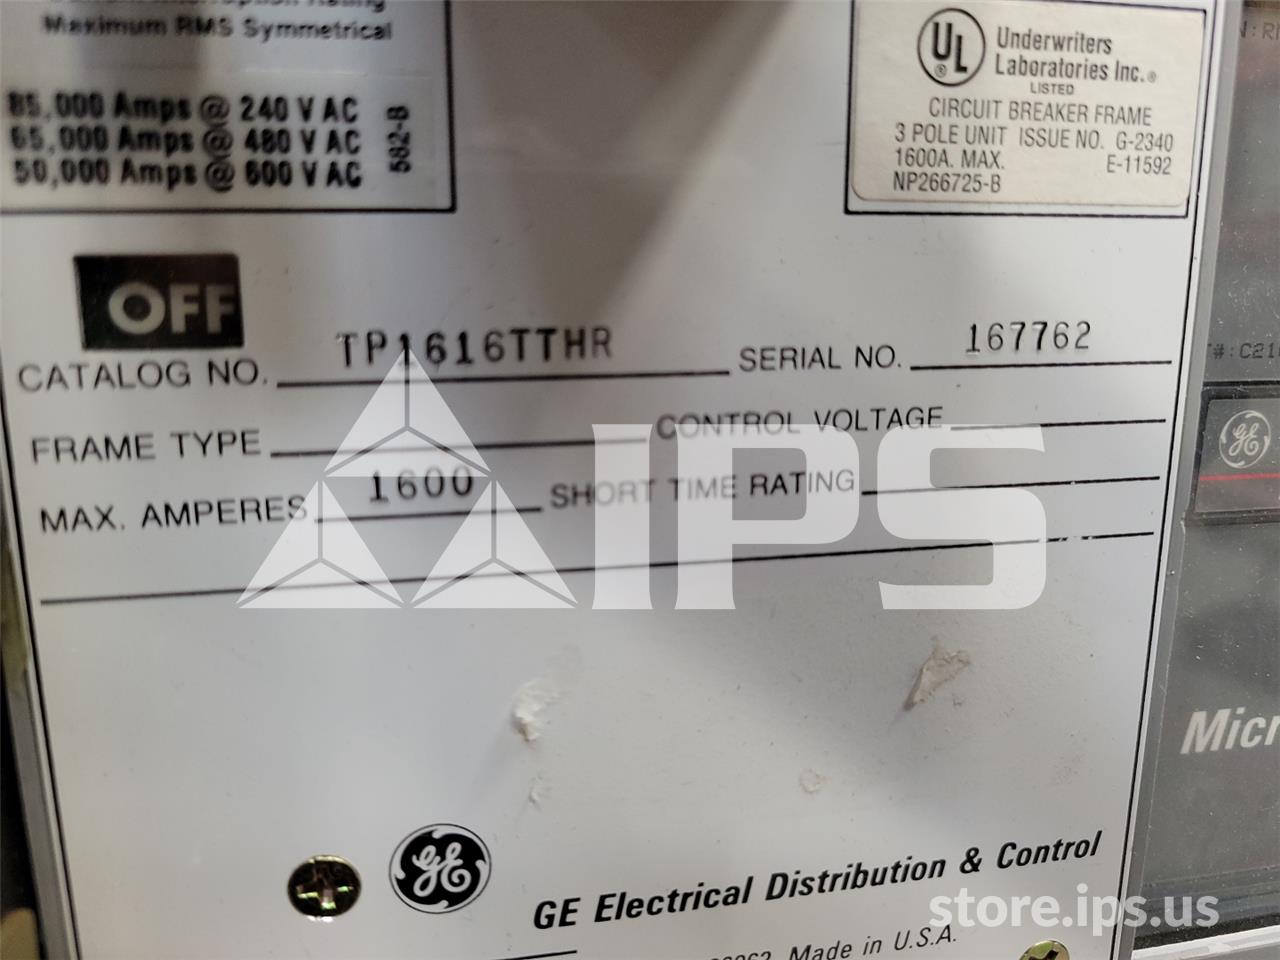 Maximum RMS Symmetrical
85,000 Amps @ 240 V AC
65,000 Amps @ 480 V AC
50,000 Amps @ 600 V AC
582-B
UL
Underwriters
Laboratories Inc.®
LISTED
CIRCUIT BREAKER FRAME
3 POLE UNIT ISSUE NO. G-2340
1600A. MAX. E-11592
NP266725-B
OFF
CATALOG NO. TP1616TTHR SERIAL NO. 167762
FRAME TYPE CONTROL VOLTAGE
MAX. AMPERES 1600 SHORT TIME RATING
IPS
GE
GE
GE Electrical Distribution & Control
Made in U.S.A.
store.ips.us